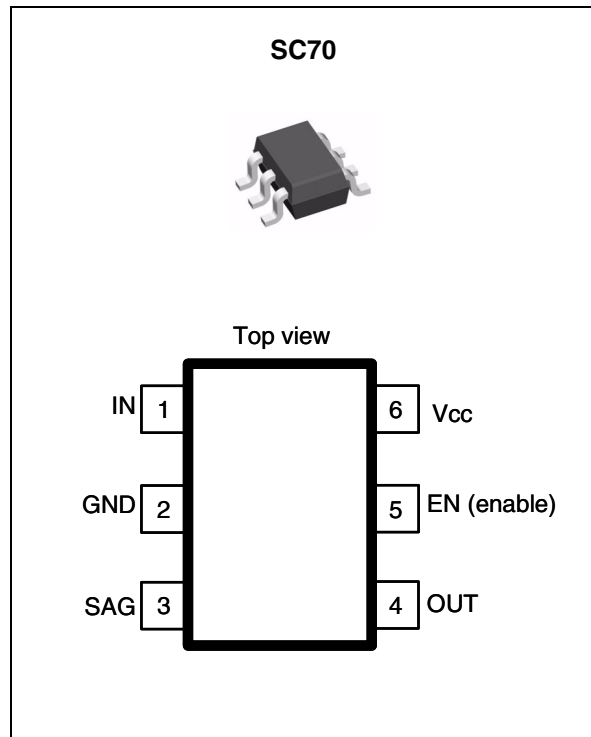 SC70
Top view
IN 1 6 Vcc
GND 2 5 EN (enable)
SAG 3 4 OUT